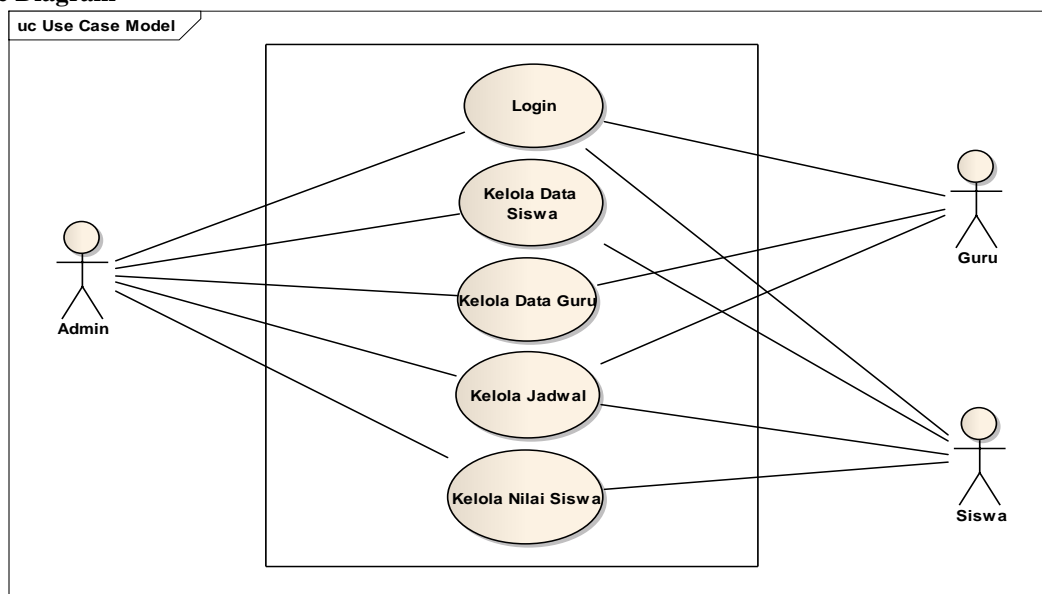 Diagram
uc Use Case Model
Login
Kelola Data
Siswa
Kelola Data Guru
Kelola Jadwal
Kelola Nilai Siswa
Admin
Guru
Siswa